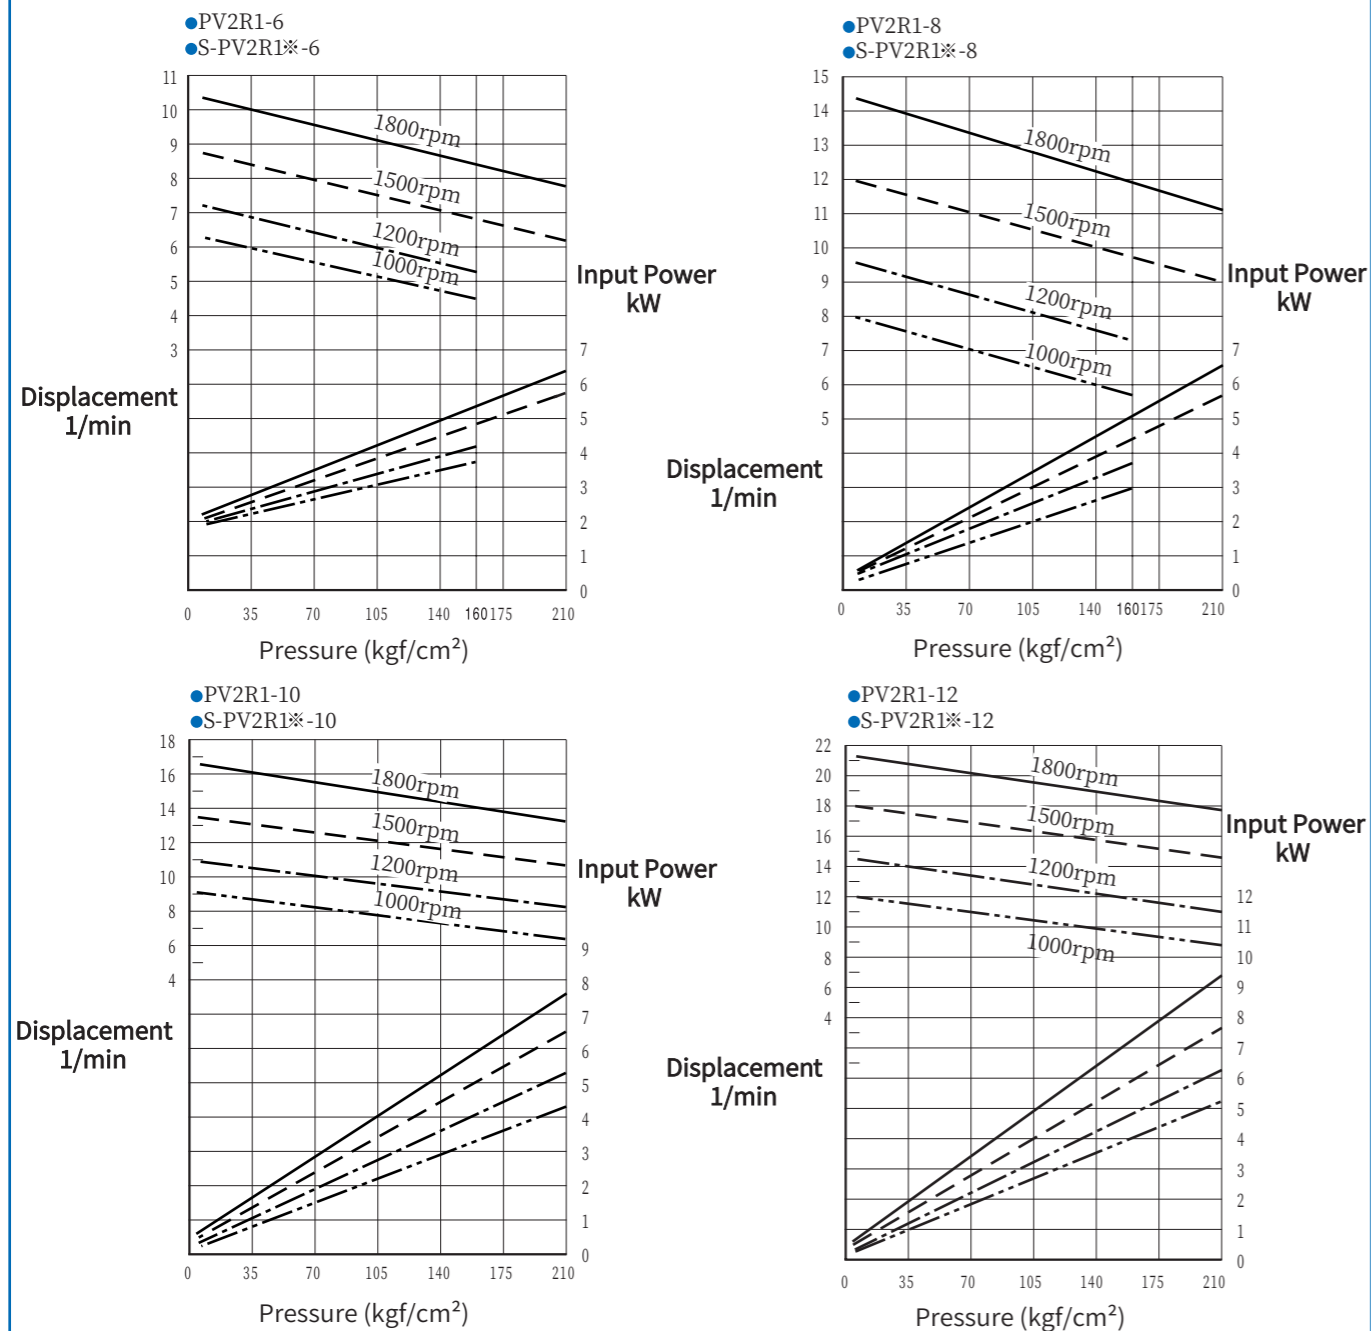 ●PV2R1-6
●S-PV2R1※-6
11
10
9
8
7
6
5
4
3
1800rpm
1500rpm
1200rpm
1000rpm
Input Power
kW
7
6
5
4
3
2
1
0
Displacement
1/min
0 35 70 105 140 160 175 210
Pressure (kgf/cm²)
●PV2R1-8
●S-PV2R1※-8
15
14
13
12
11
10
9
8
7
6
5
1800rpm
1500rpm
1200rpm
1000rpm
Input Power
kW
7
6
5
4
3
2
1
0
Displacement
1/min
0 35 70 105 140 160 175 210
Pressure (kgf/cm²)
●PV2R1-10
●S-PV2R1※-10
18
16
14
12
10
8
6
4
1800rpm
1500rpm
1200rpm
1000rpm
Input Power
kW
9
8
7
6
5
4
3
2
1
0
Displacement
1/min
0 35 70 105 140 175 210
Pressure (kgf/cm²)
●PV2R1-12
●S-PV2R1※-12
22
20
18
16
14
12
10
8
6
4
1800rpm
1500rpm
1200rpm
1000rpm
Input Power
kW
12
11
10
9
8
7
6
5
4
3
2
1
0
Displacement
1/min
0 35 70 105 140 175 210
Pressure (kgf/cm²)